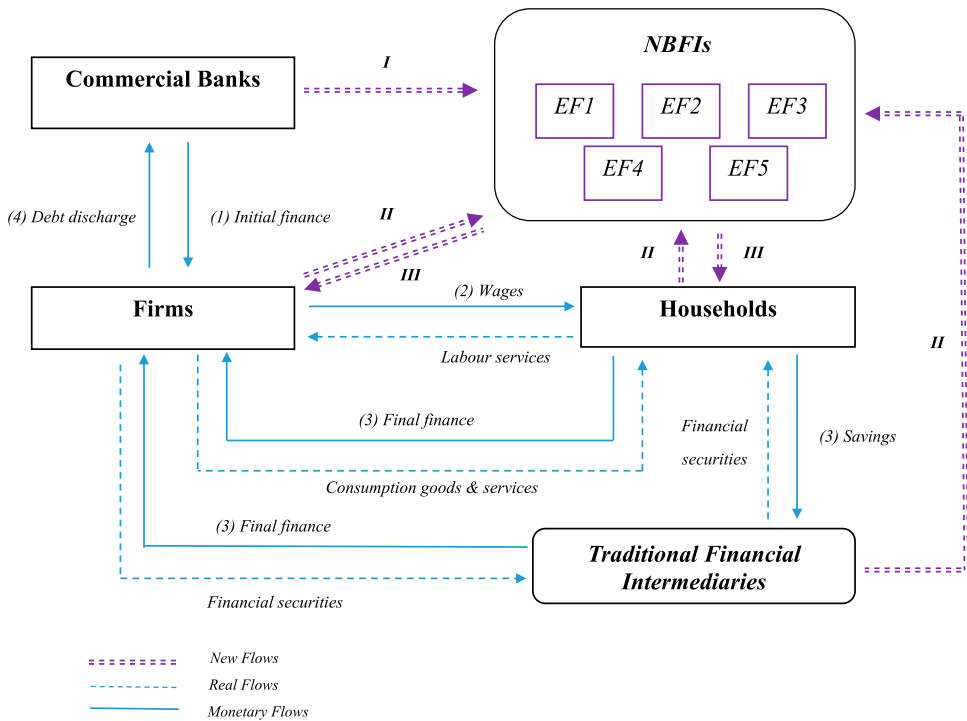 NBFIs
I
Commercial Banks
EF1
EF2
EF3
EF4
EF5
(4) Debt discharge
(1) Initial finance
II
III
II
III
(2) Wages
Firms
Households
II
Labour services
(3) Final finance
Financial
securities
(3) Savings
Consumption goods & services
(3) Final finance
Traditional Financial
Intermediaries
Financial securities
New Flows
Real Flows
Monetary Flows